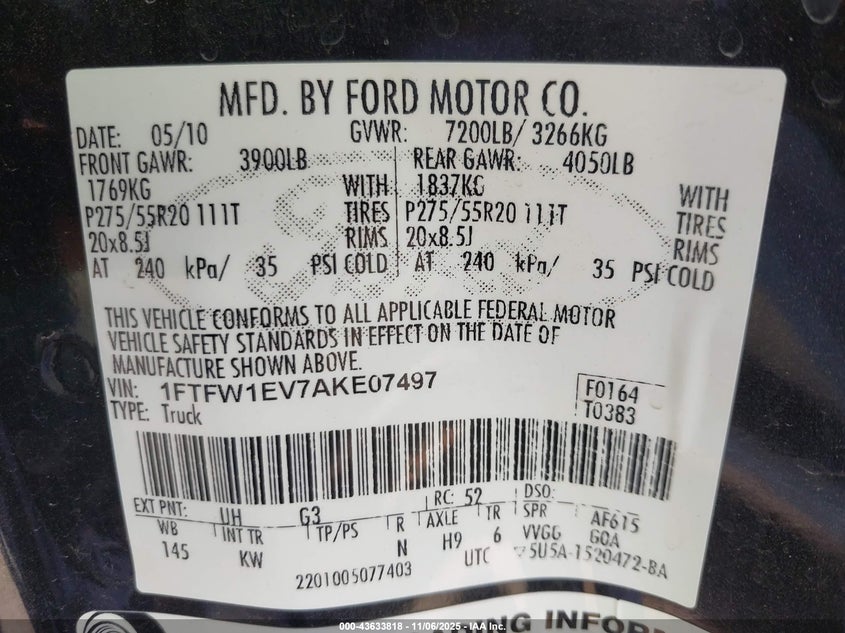 MFD. BY FORD MOTOR CO.
DATE: 05/10 GVWR: 7200LB/ 3266KG
FRONT GAWR: 3900LB REAR GAWR: 4050LB
1769KG WITH 1837KG WITH
P275/55R20 111T TIRES P275/55R20 111T TIRES
20x8.5J RIMS 20x8.5J RIMS
AT 240 kPa/ 35 PSI COLD AT 240 kPa/ 35 PSI COLD
THIS VEHICLE CONFORMS TO ALL APPLICABLE FEDERAL MOTOR
VEHICLE SAFETY STANDARDS IN EFFECT ON THE DATE OF
MANUFACTURE SHOWN ABOVE.
VIN: 1FTFW1EV7AKE07497 F0164
TYPE: Truck T0383
EXT PNT: UH G3 RC: 52 DSO:
WB INT TR TP/PS R AXLE TR SPR AF615
145 KW N H9 6 VVGG GOA
2201005077403 UTC 5U5A-1520472-BA
000-43633818 - 11/06/2025 - IAA Inc.